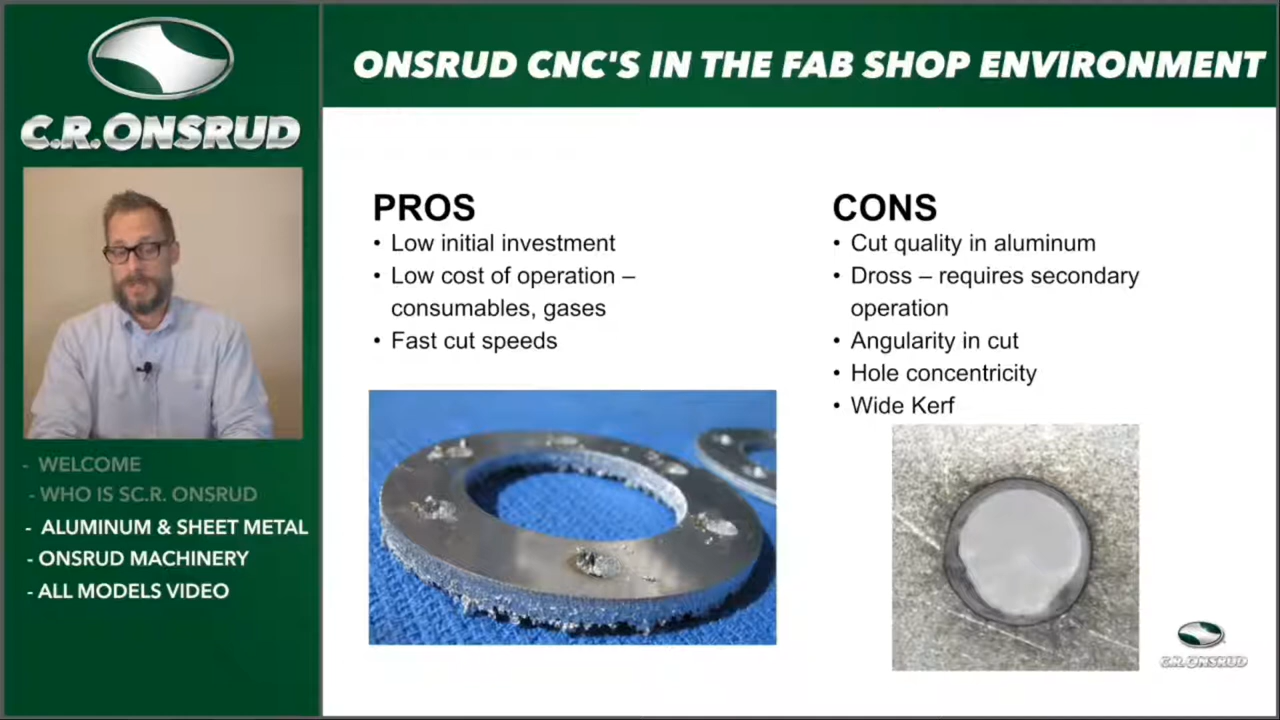 C.R.ONSRUD
ONSRUD CNC'S IN THE FAB SHOP ENVIRONMENT
- WELCOME
- WHO IS SC.R. ONSRUD
- ALUMINUM & SHEET METAL
- ONSRUD MACHINERY
- ALL MODELS VIDEO
PROS
• Low initial investment
• Low cost of operation –
consumables, gases
• Fast cut speeds
CONS
• Cut quality in aluminum
• Dross – requires secondary
operation
• Angularity in cut
• Hole concentricity
• Wide Kerf
C.R.ONSRUD